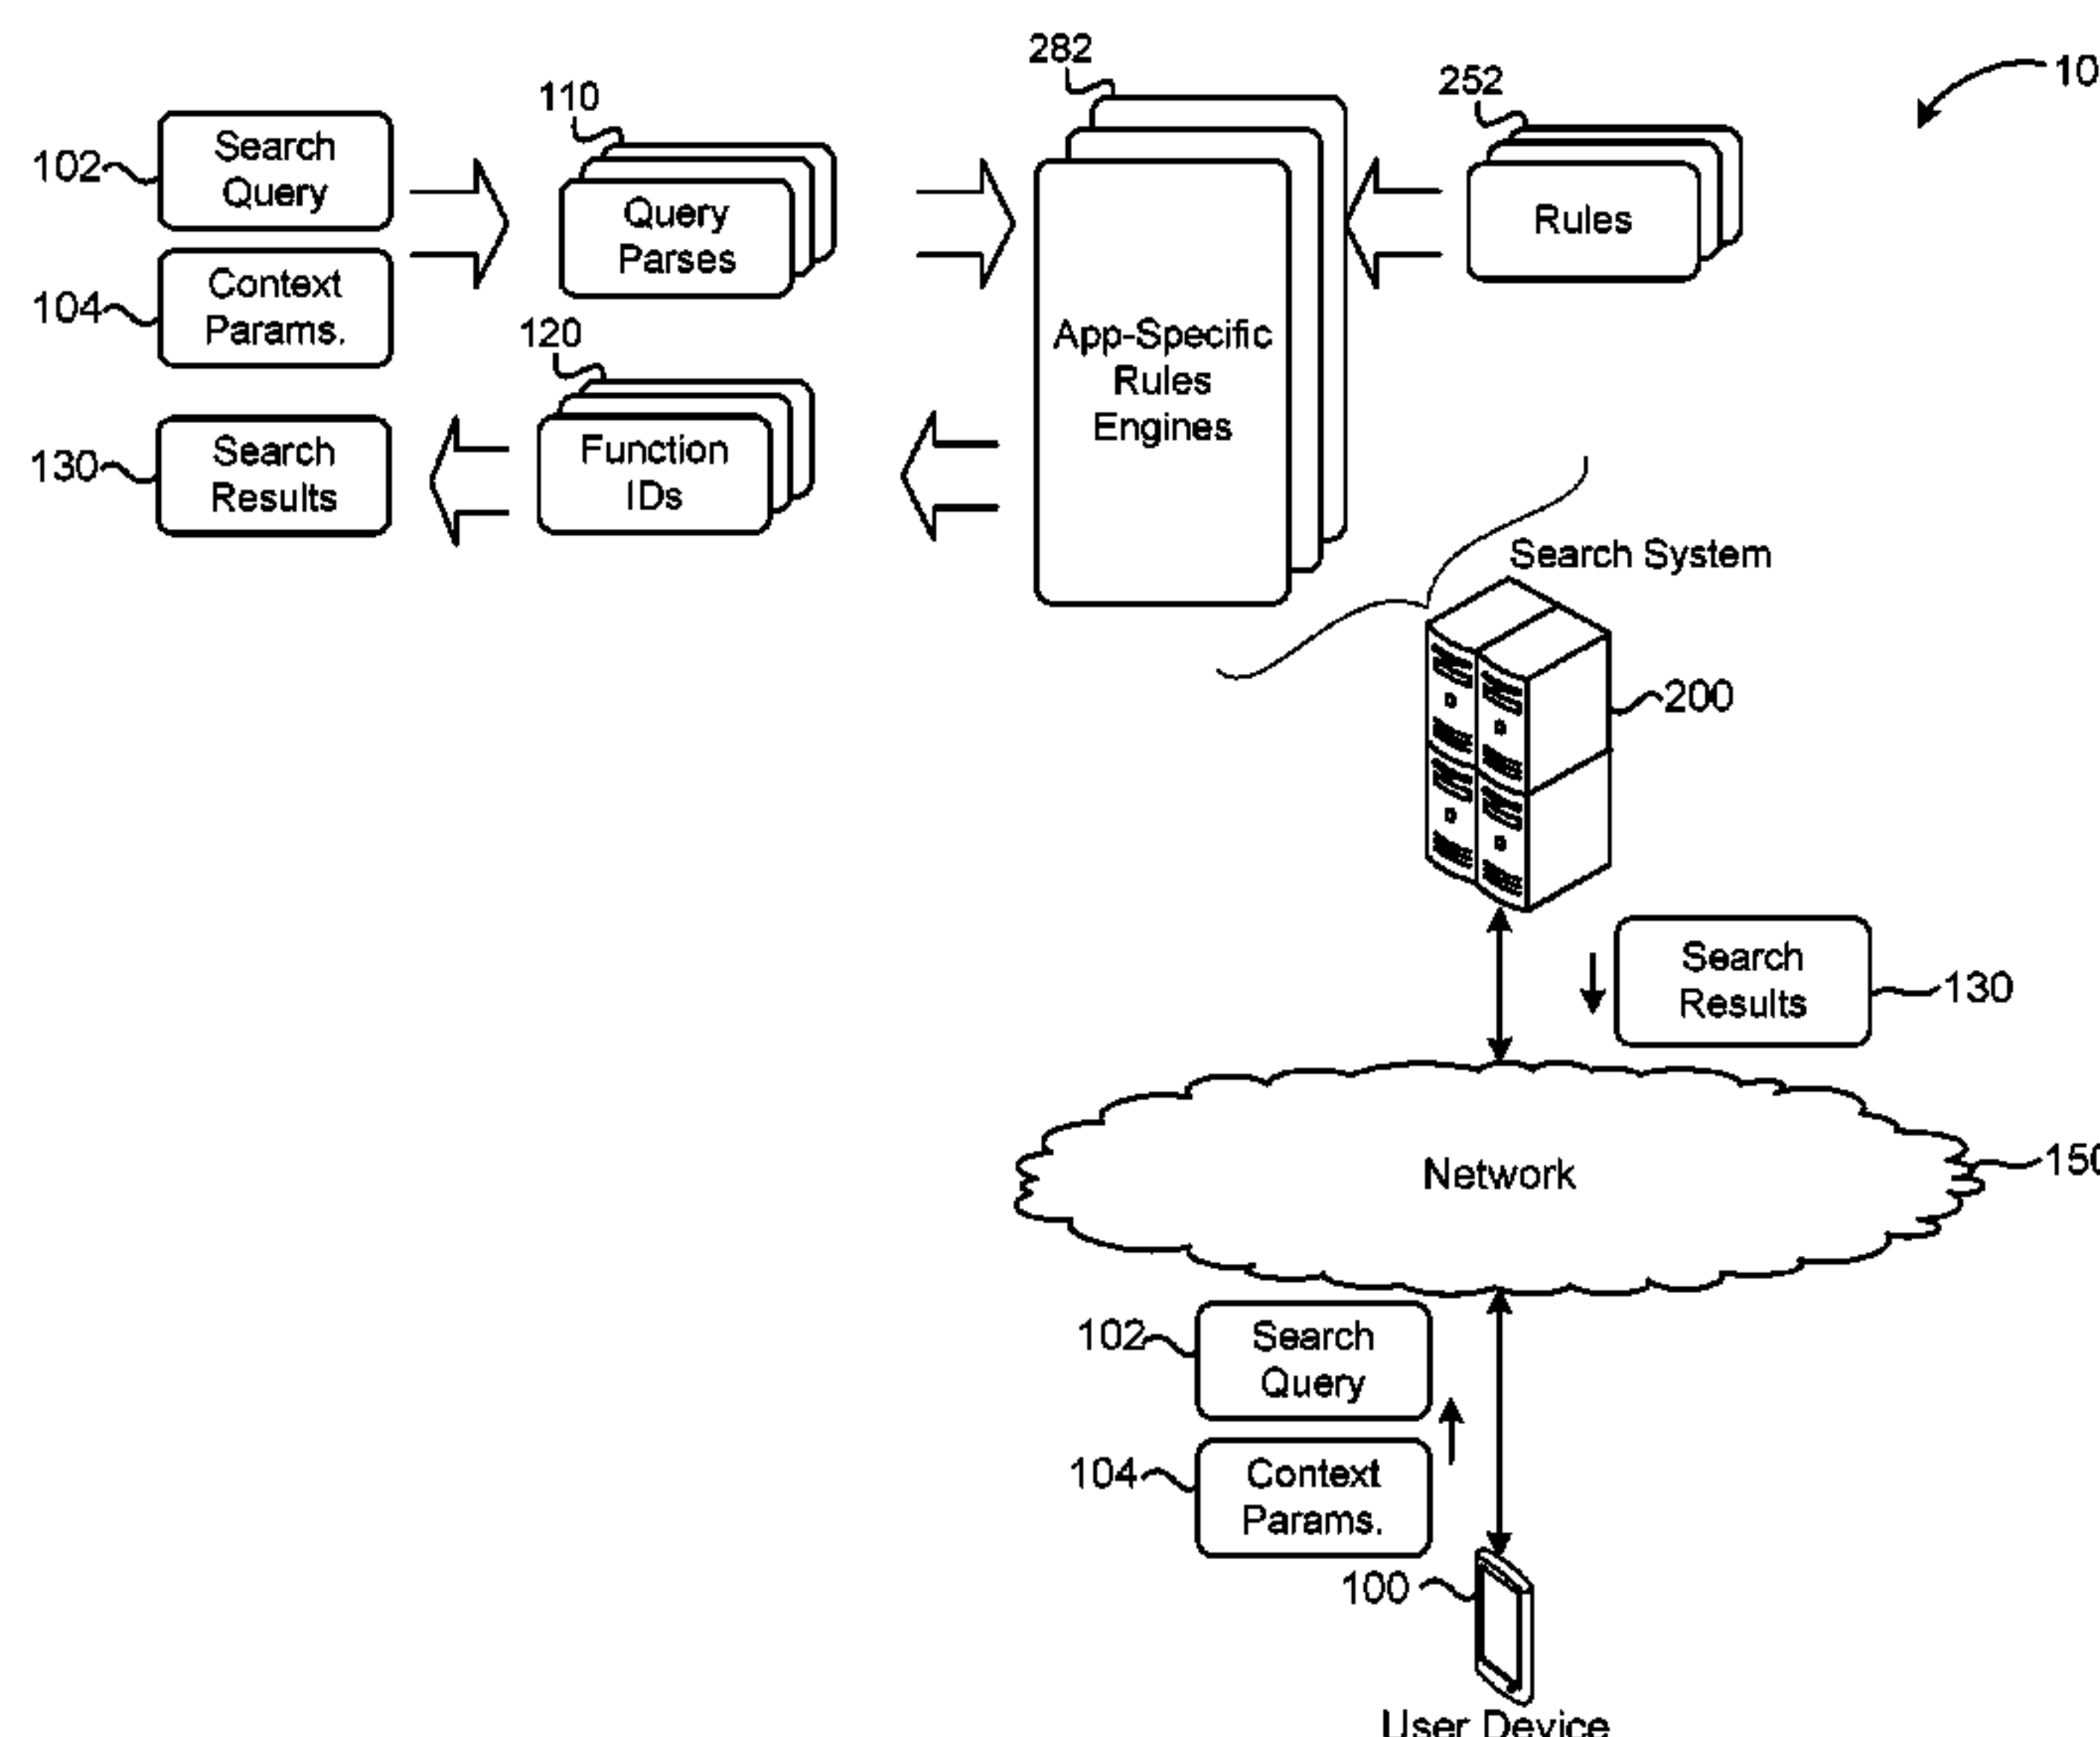 282
252
10
110
102
Search
Query
Query
Parses
Rules
104
Context
Params.
120
App-Specific
Rules
Engines
130
Search
Results
Function
IDs
Search System
200
Search
Results
130
Network
150
102
Search
Query
104
Context
Params.
100
User Device